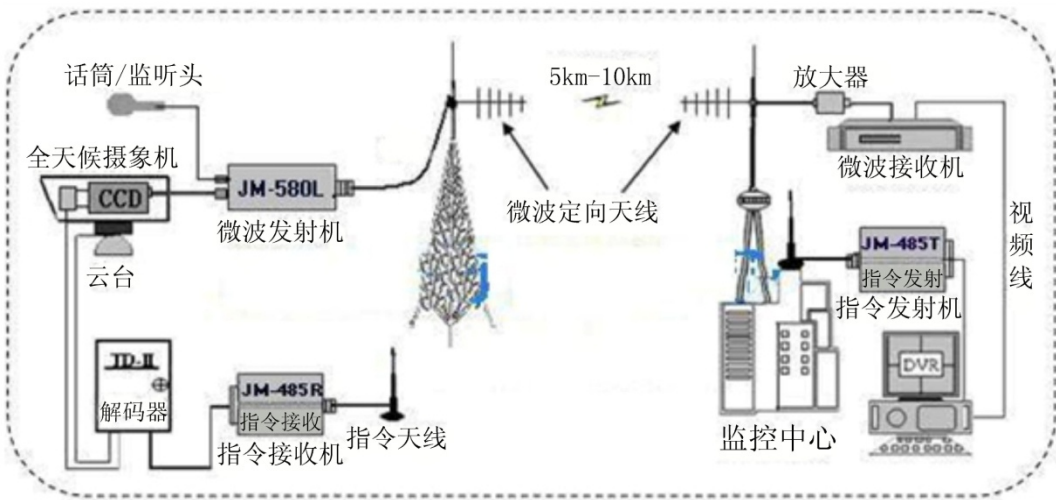 话筒/监听头
5km-10km
放大器
全天候摄象机
CCD
JM-580L
微波发射机
微波定向天线
微波接收机
视频线
云台
JM-485T
指令发射
指令发射机
JD-II
解码器
JM-485R
指令接收
指令接收机
指令天线
DVR
监控中心